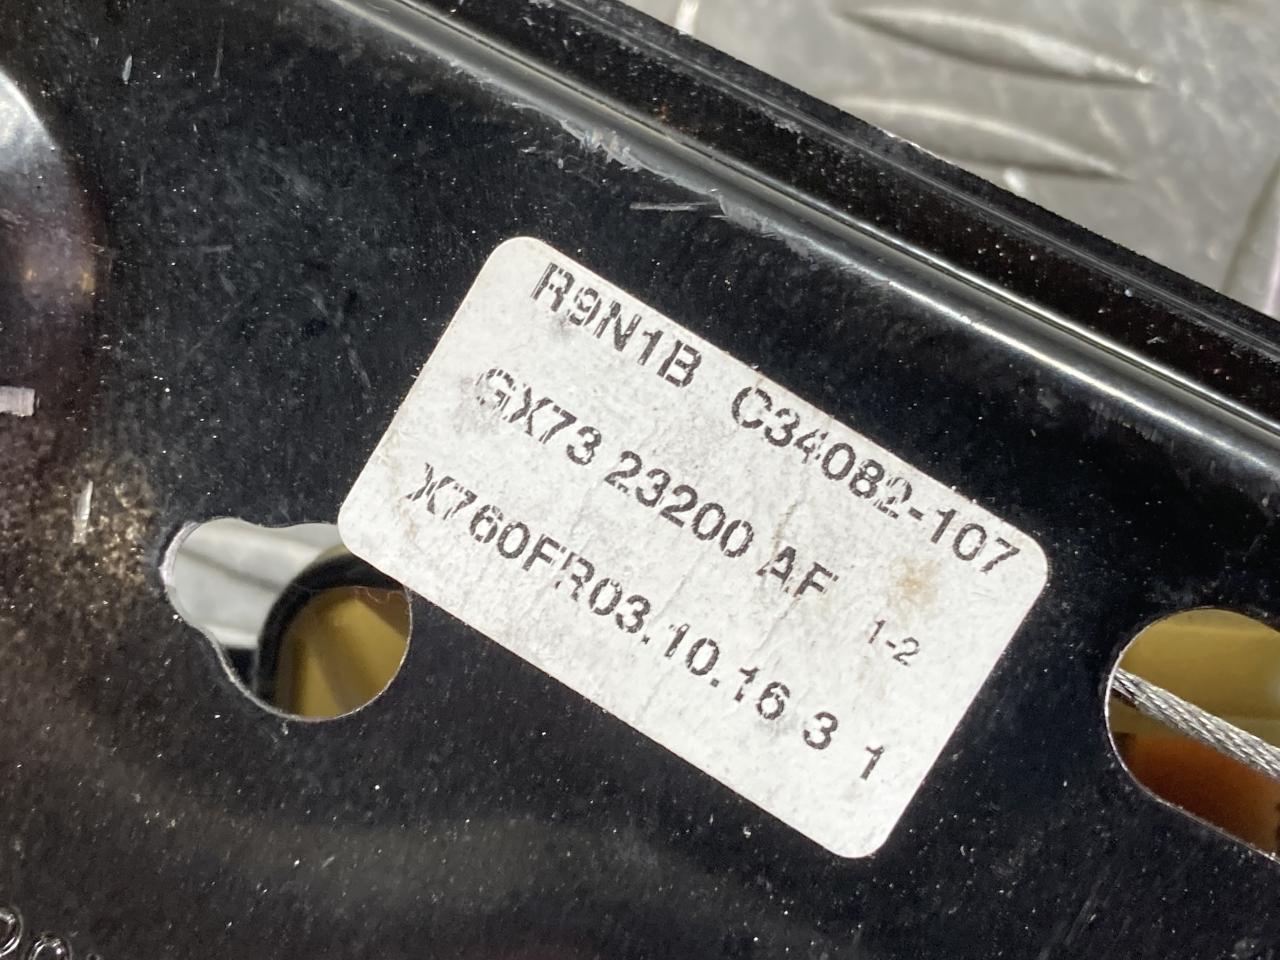 R9N1B C34082-107
GX73 23200 AF
1-2
X760FR03.10.16 3 1